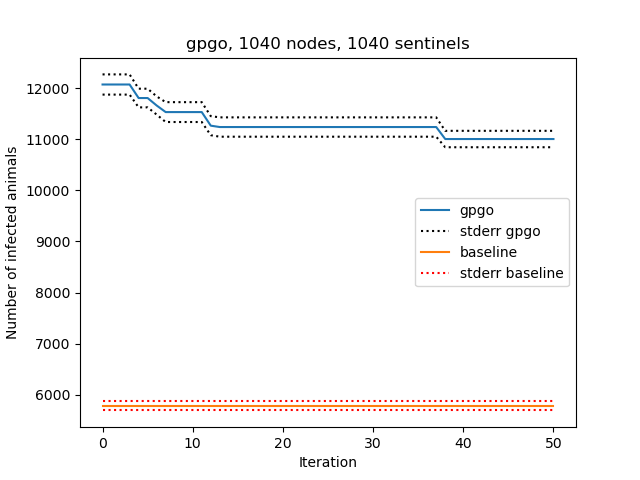 gpgo, 1040 nodes, 1040 sentinels
12000
11000
10000
9000
8000
7000
6000
Number of infected animals
gpgo
stderr gpgo
baseline
stderr baseline
0 10 20 30 40 50
Iteration